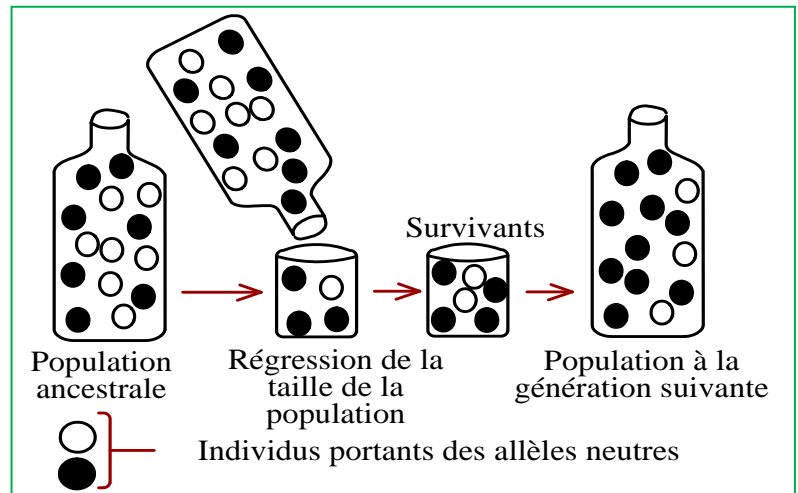 Survivants
Population
ancestrale
Régression de la
taille de la
population
Population à la
génération suivante
Individus portants des allèles neutres